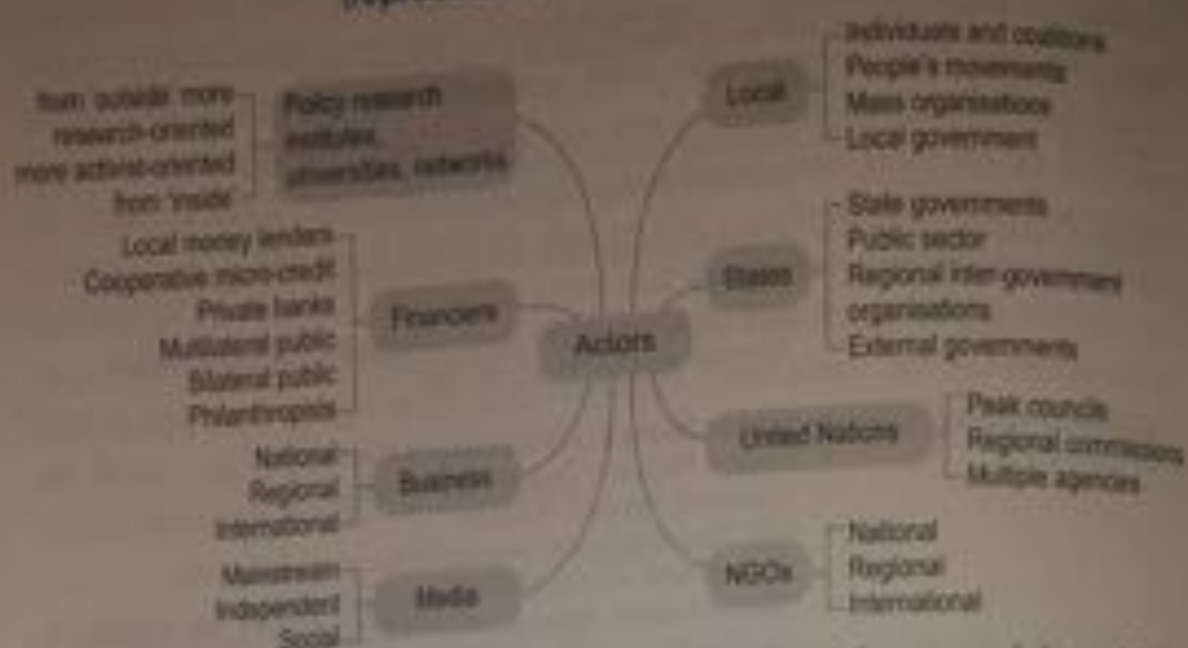 from outside more
research-oriented
more activist-oriented
from 'inside'
Policy research
institutes,
universities, networks
Local money lenders
Cooperative micro-credit
Private banks
Multilateral public
Bilateral public
Philanthropists
Financiers
National
Regional
International
Business
Mainstream
Independent
Social
Media
Actors
Local
Individuals and coalitions
People's movements
Mass organisations
Local government
States
State governments
Public sector
Regional inter-government
organisations
External governments
United Nations
Peak councils
Regional commissions
Multiple agencies
NGOs
National
Regional
International